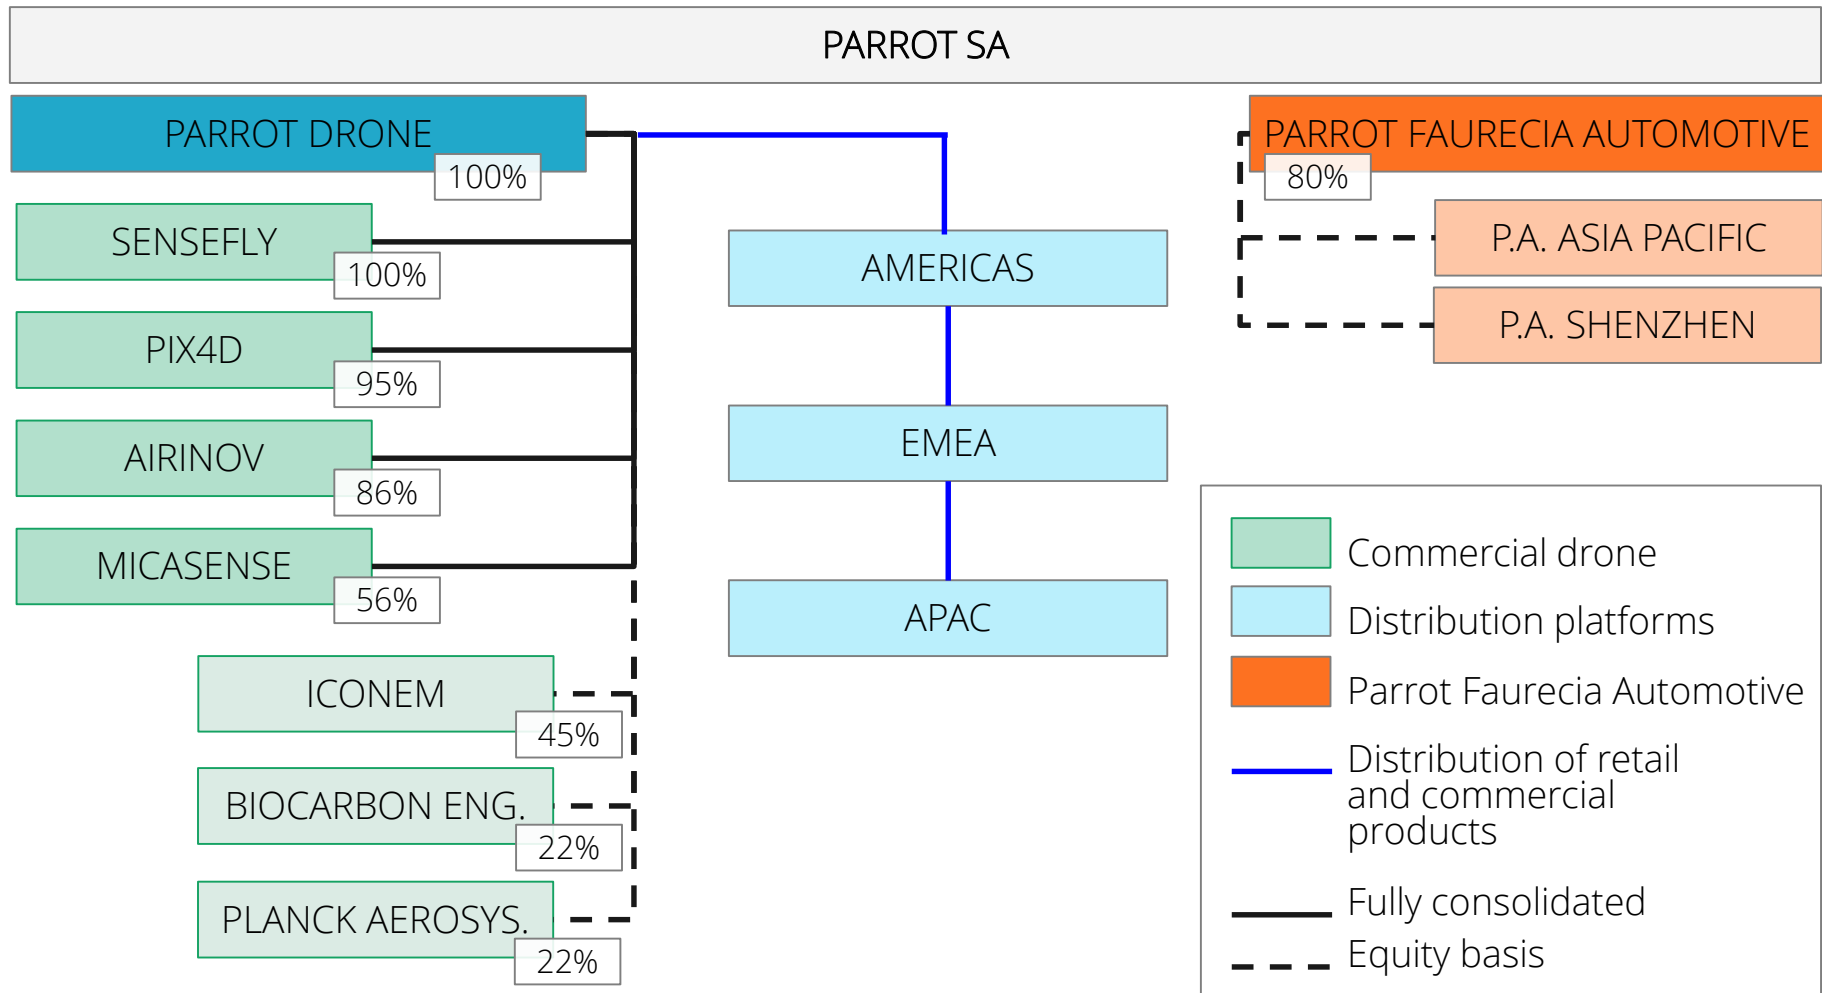 PARROT SA
PARROT DRONE
100%
SENSEFLY
100%
PIX4D
95%
AIRINOV
86%
MICASENSE
56%
ICONEM
45%
BIOCARBON ENG.
22%
PLANCK AEROSYS.
22%
AMERICAS
EMEA
APAC
PARROT FAURECIA AUTOMOTIVE
80%
P.A. ASIA PACIFIC
P.A. SHENZHEN
Commercial drone
Distribution platforms
Parrot Faurecia Automotive
Distribution of retail
and commercial
products
Fully consolidated
Equity basis